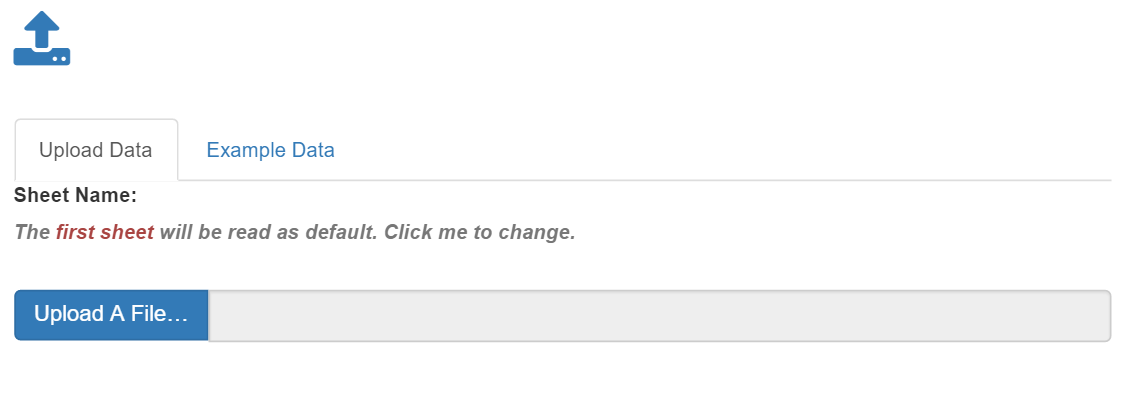 Upload Data
Example Data
Sheet Name:
The first sheet will be read as default. Click me to change.
Upload A File…